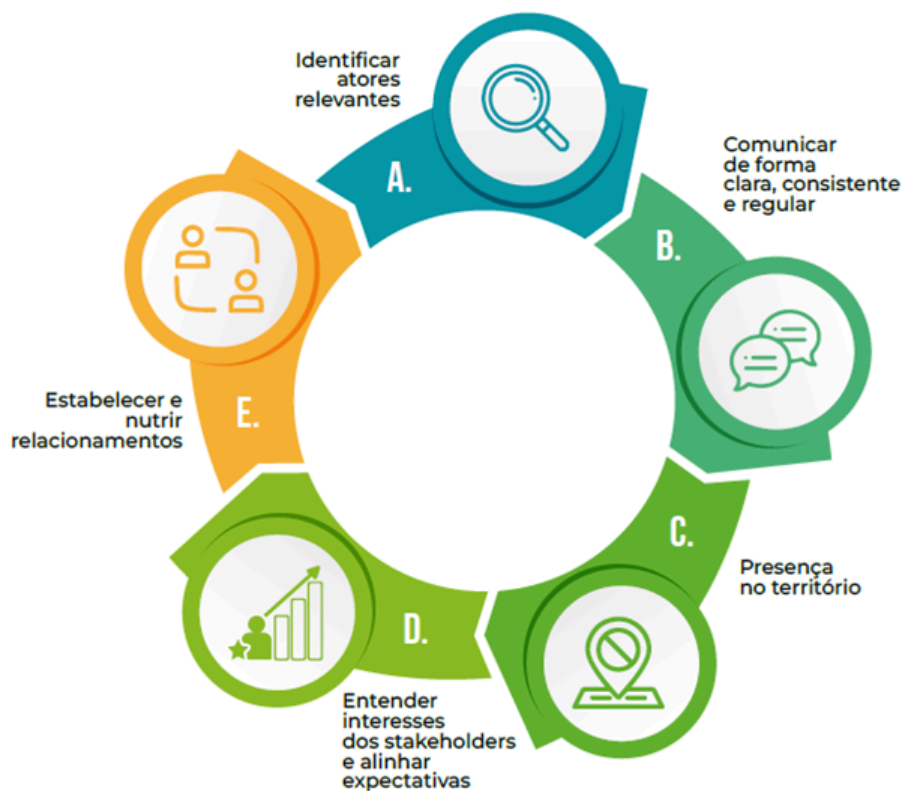 A.
Identificar
atores
relevantes
B.
Comunicar
de forma
clara, consistente
e regular
C.
Presença
no território
D.
Entender
interesses
dos stakeholders
e alinhar
expectativas
E.
Estabelecer e
nutrir
relacionamentos